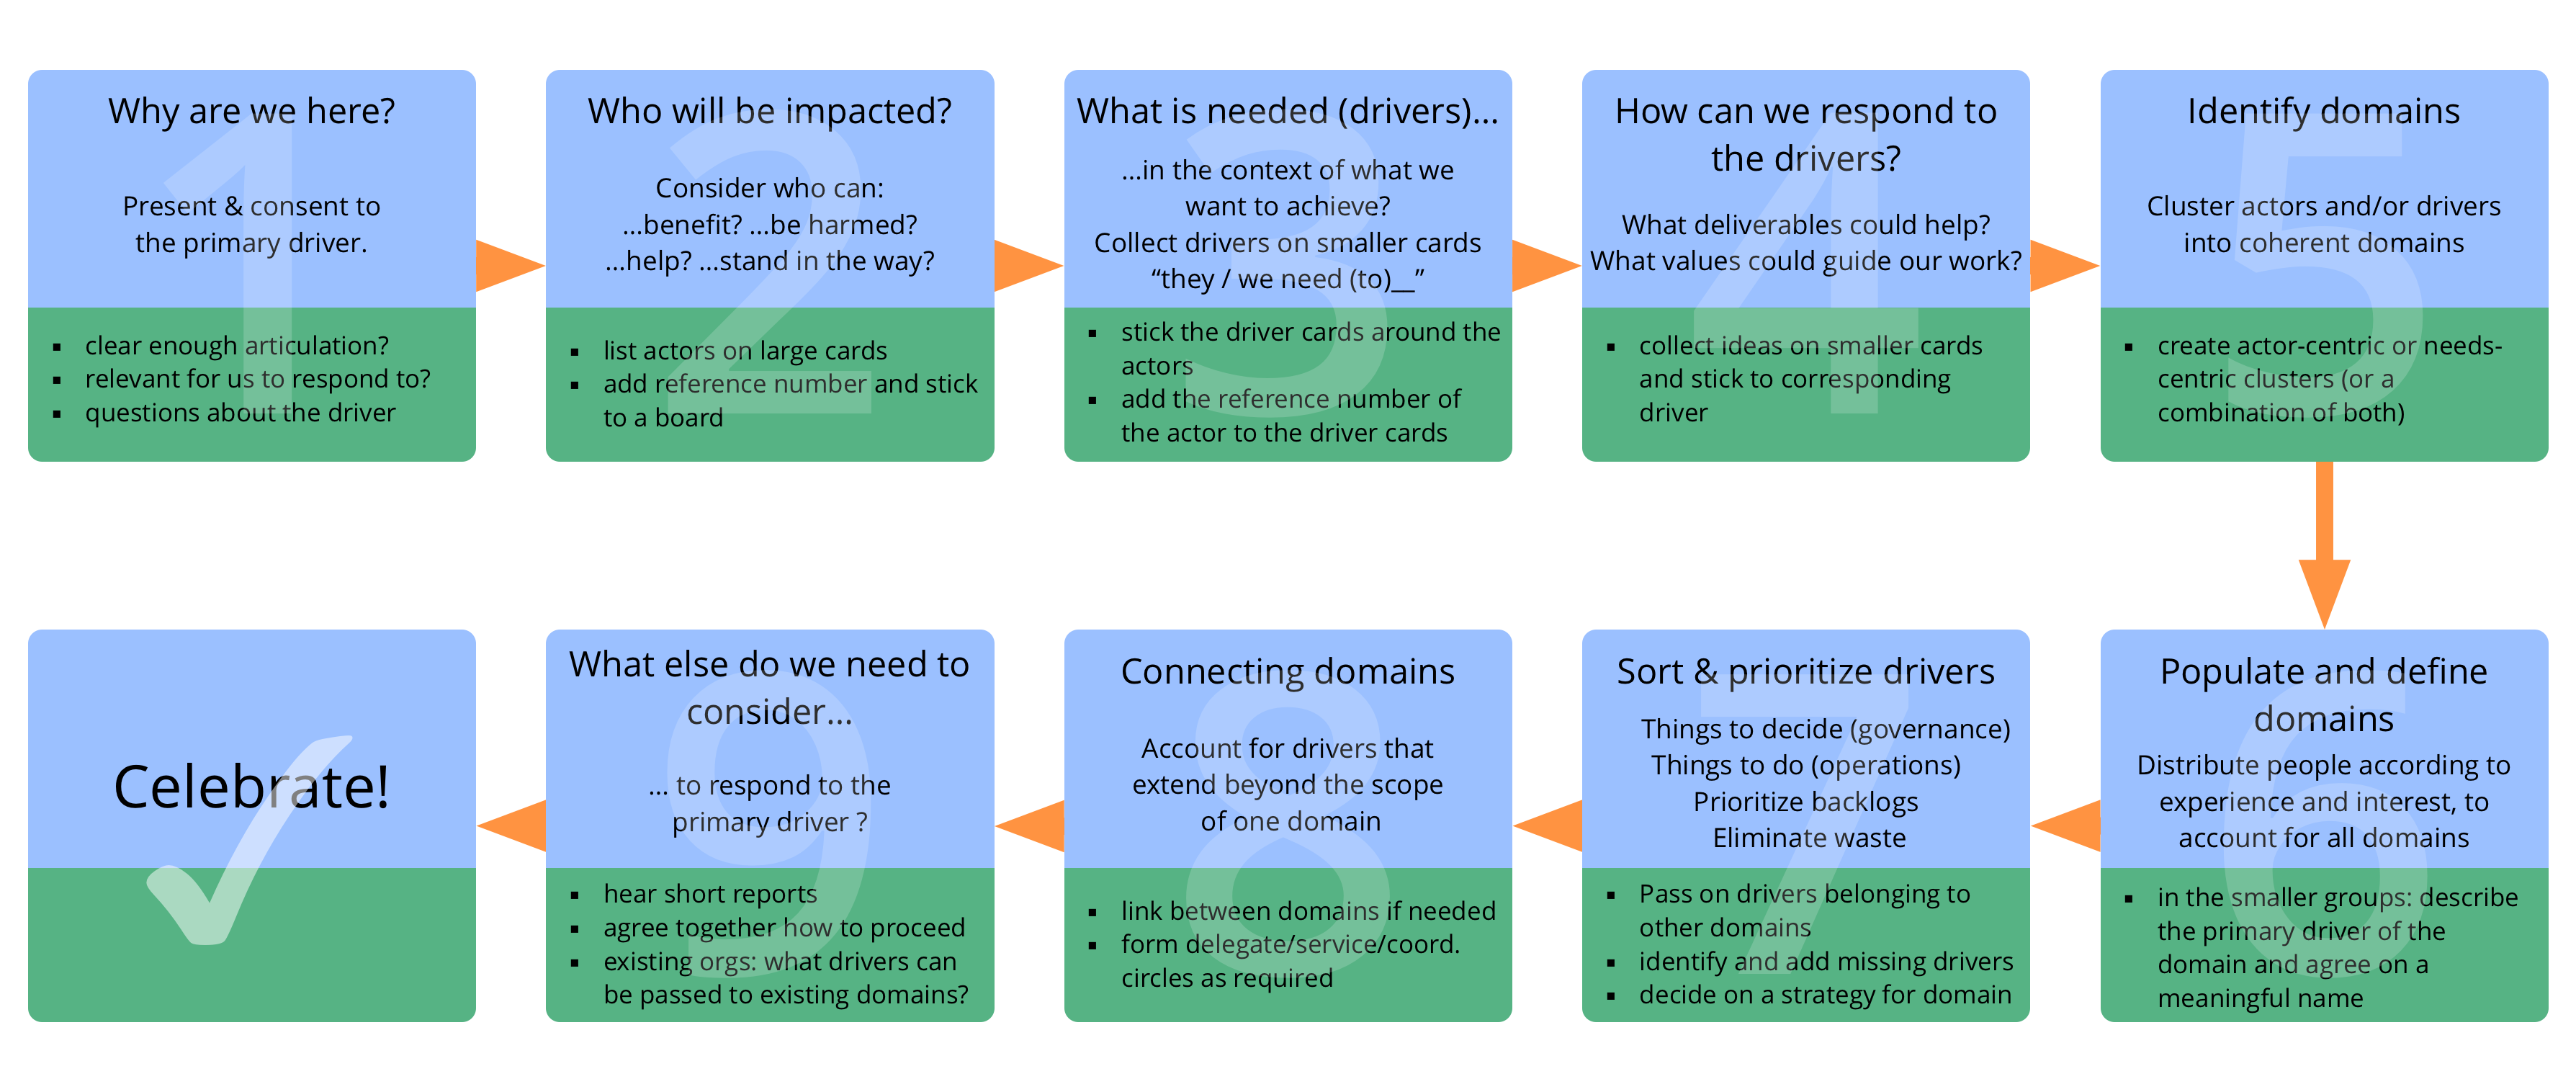 1
Why are we here?
Present & consent to
the primary driver.
▪ clear enough articulation?
▪ relevant for us to respond to?
▪ questions about the driver
2
Who will be impacted?
Consider who can:
...benefit? ...be harmed?
...help? ...stand in the way?
▪ list actors on large cards
▪ add reference number and stick
to a board
3
What is needed (drivers)...
...in the context of what we
want to achieve?
Collect drivers on smaller cards
“they / we need (to)__”
▪ stick the driver cards around the
actors
▪ add the reference number of
the actor to the driver cards
4
How can we respond to
the drivers?
What deliverables could help?
What values could guide our work?
▪ collect ideas on smaller cards
and stick to corresponding
driver
5
Identify domains
Cluster actors and/or drivers
into coherent domains
▪ create actor-centric or needs-
centric clusters (or a
combination of both)
6
Populate and define
domains
Distribute people according to
experience and interest, to
account for all domains
▪ in the smaller groups: describe
the primary driver of the
domain and agree on a
meaningful name
7
Sort & prioritize drivers
Things to decide (governance)
Things to do (operations)
Prioritize backlogs
Eliminate waste
▪ Pass on drivers belonging to
other domains
▪ identify and add missing drivers
▪ decide on a strategy for domain
8
Connecting domains
Account for drivers that
extend beyond the scope
of one domain
▪ link between domains if needed
▪ form delegate/service/coord.
circles as required
9
What else do we need to
consider...
... to respond to the
primary driver ?
▪ hear short reports
▪ agree together how to proceed
▪ existing orgs: what drivers can
be passed to existing domains?
Celebrate!